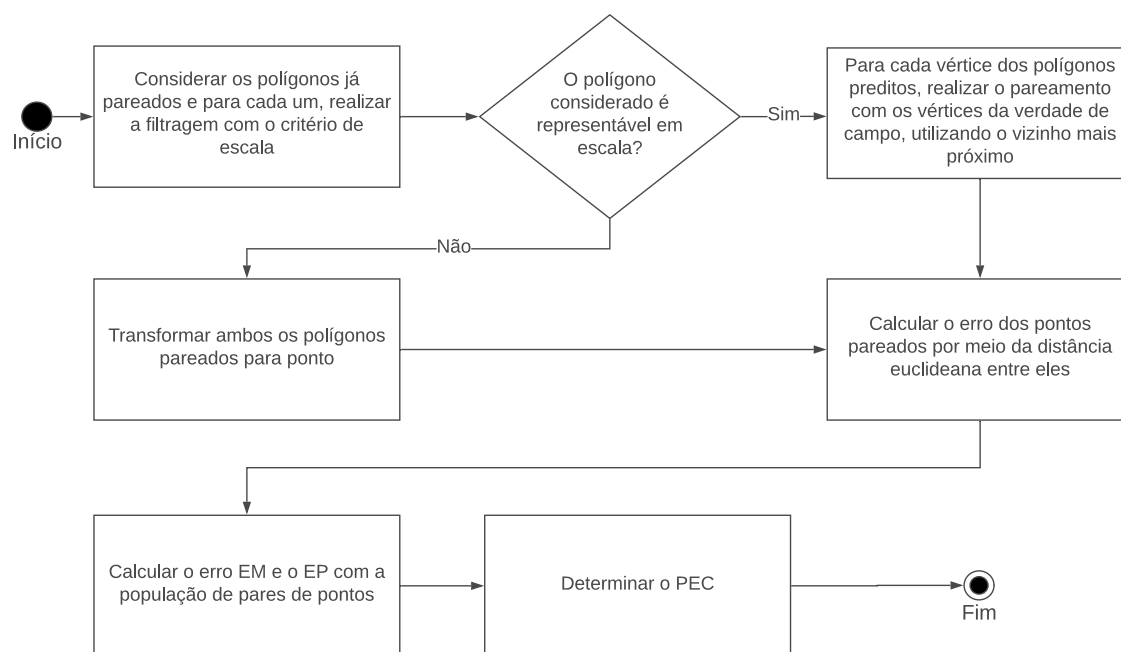 Início
Considerar os polígonos já
pareados e para cada um, realizar
a filtragem com o critério de
escala
O polígono
considerado é
representável em
escala?
Sim
Para cada vértice dos polígonos
preditos, realizar o pareamento
com os vértices da verdade de
campo, utilizando o vizinho mais
próximo
Não
Transformar ambos os polígonos
pareados para ponto
Calcular o erro dos pontos
pareados por meio da distância
euclideana entre eles
Calcular o erro EM e o EP com a
população de pares de pontos
Determinar o PEC
Fim